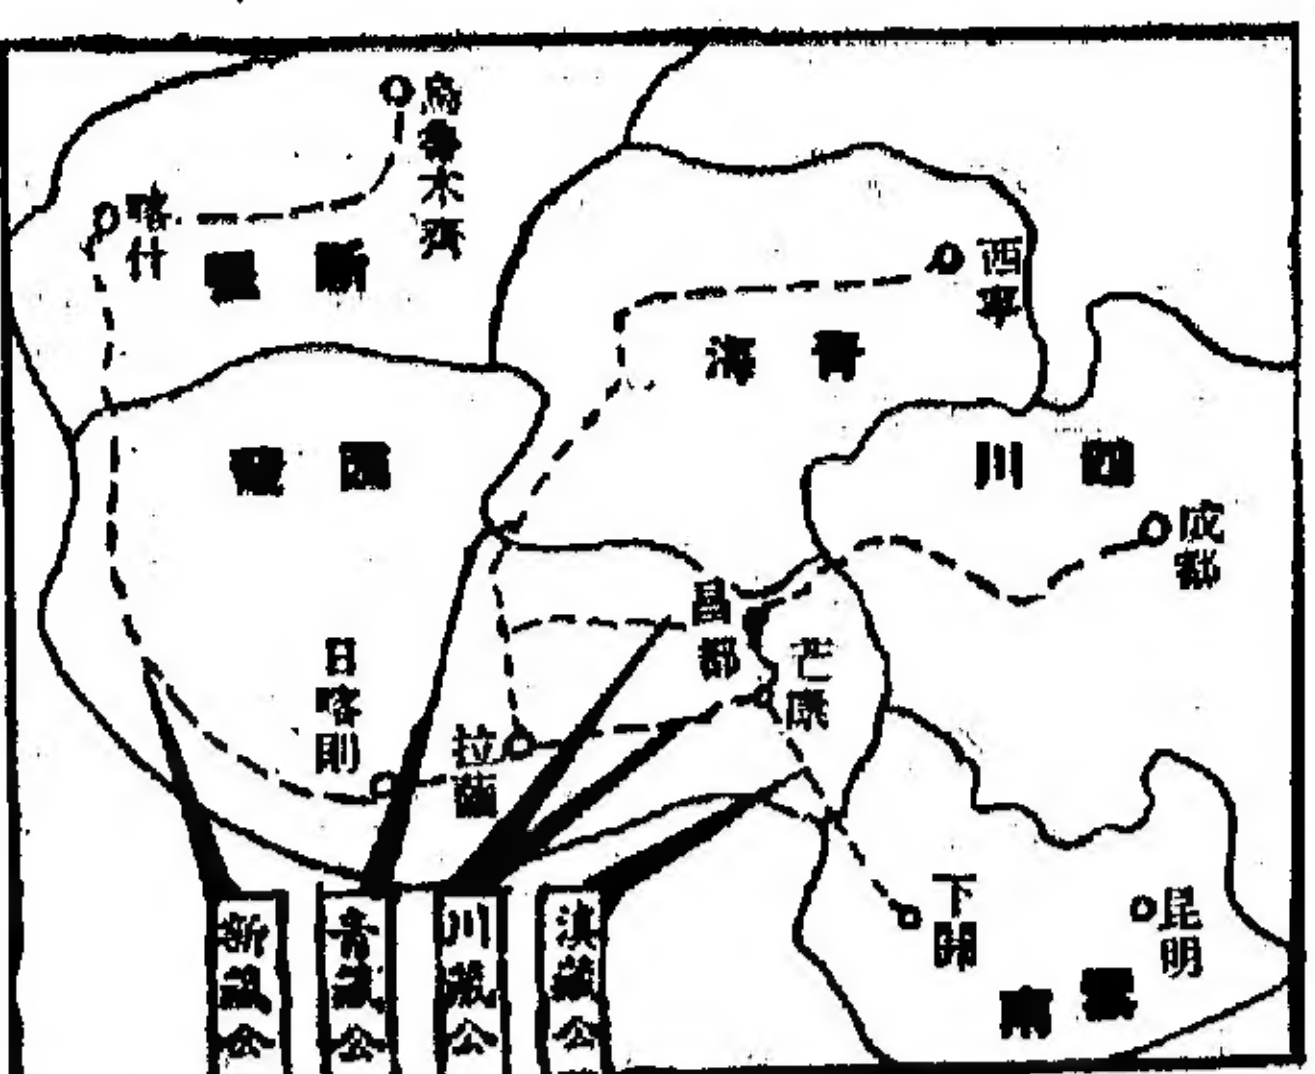 烏魯木齊
喀什
新疆
西寧
青海
西藏
四川
成都
昌都
芒康
日喀則
拉薩
下關
昆明
雲南
新藏公
青藏公
川藏公
滇藏公